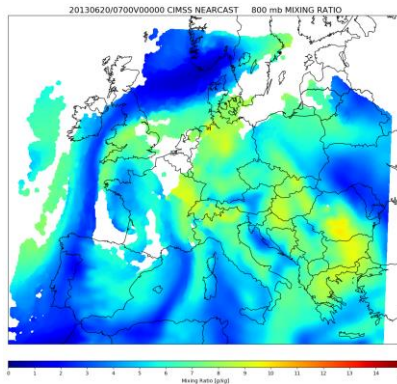 20130620/0700V00000 CIMSS NEARCAST 800 mb MIXING RATIO
0 1 2 3 4 5 6 7 8 9 10 11 12 13 14
Mixing Ratio [g/kg]